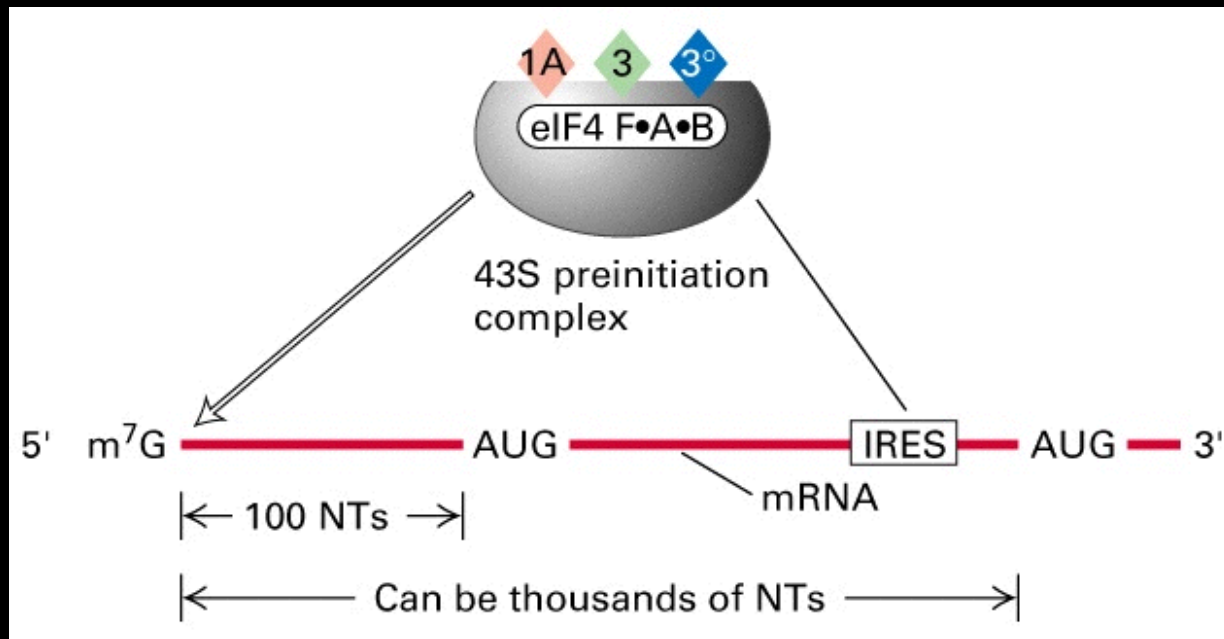 1A 3 3°
eIF4 F•A•B
43S preinitiation
complex
5' m⁷G AUG IRES AUG 3'
mRNA
100 NTs
Can be thousands of NTs